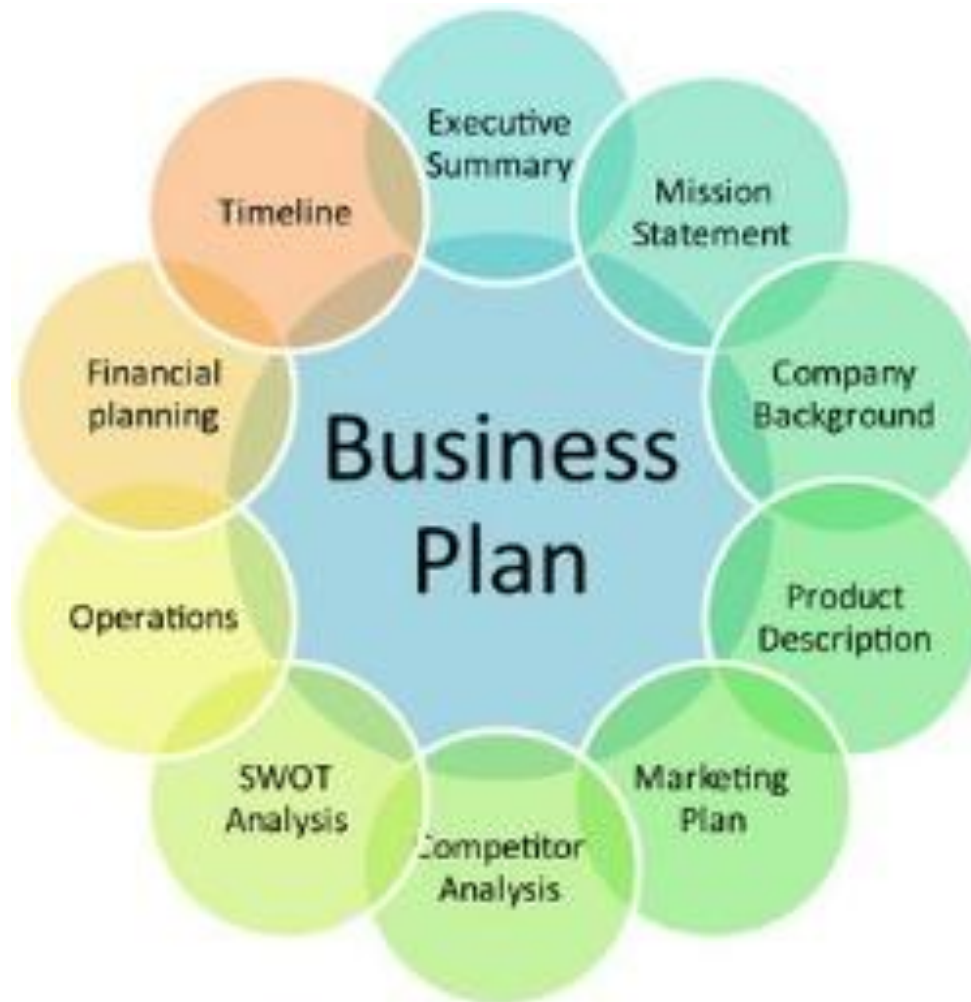 Executive
Summary
Mission
Statement
Company
Background
Product
Description
Marketing
Plan
Competitor
Analysis
SWOT
Analysis
Operations
Financial
planning
Timeline
Business
Plan